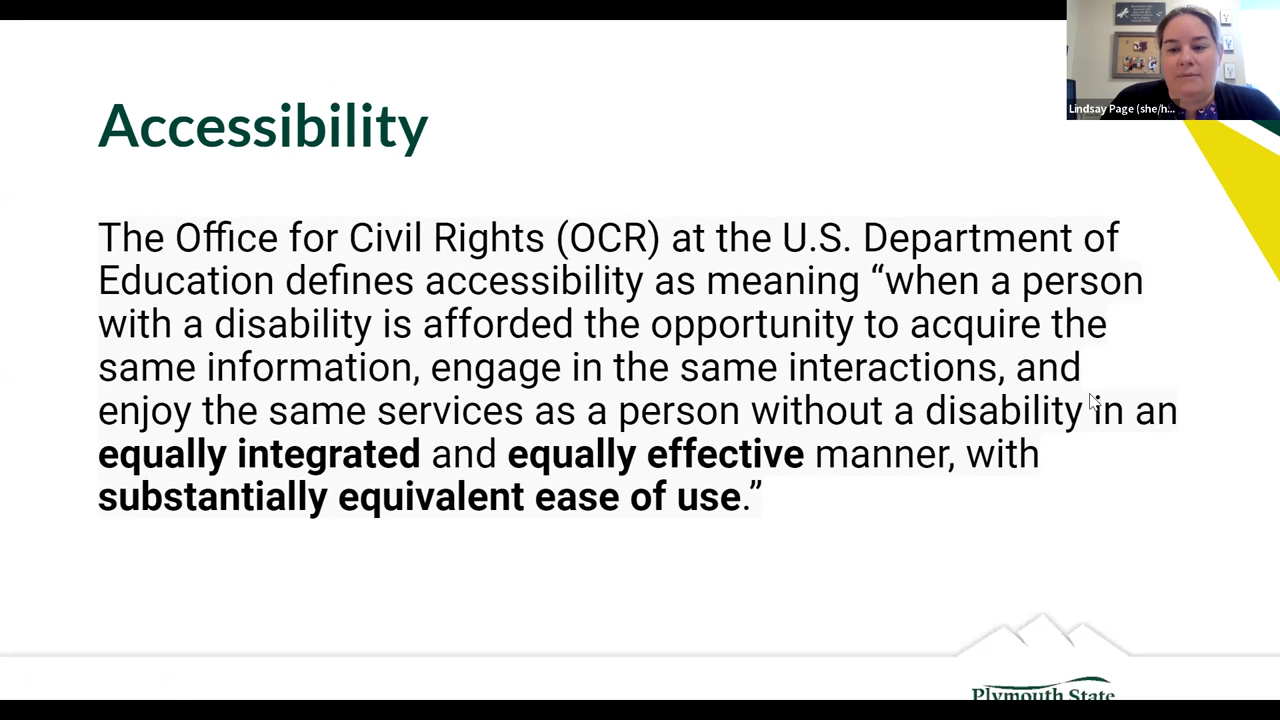 Lindsay Page (she/h...
Accessibility
The Office for Civil Rights (OCR) at the U.S. Department of
Education defines accessibility as meaning “when a person
with a disability is afforded the opportunity to acquire the
same information, engage in the same interactions, and
enjoy the same services as a person without a disability in an
equally integrated and equally effective manner, with
substantially equivalent ease of use.”
Plymouth State